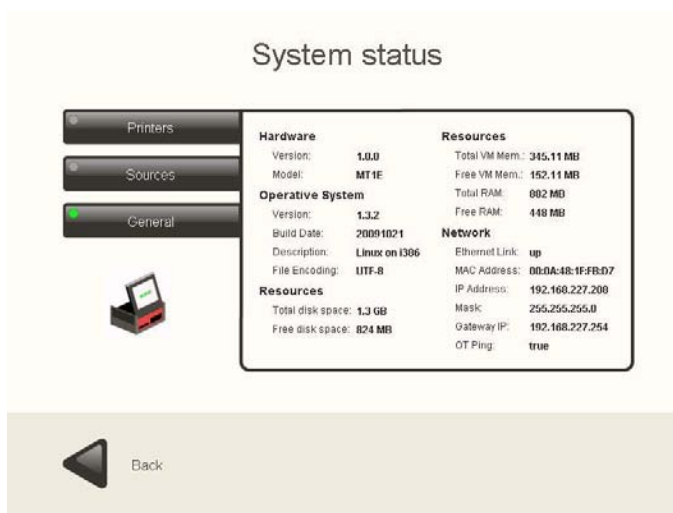 System status
Printers
Sources
General
Hardware
Version: 1.0.0
Model: MT1E
Operative System
Version: 1.3.2
Build Date: 20091021
Description: Linux on i386
File Encoding: UTF-8
Resources
Total disk space: 1.3 GB
Free disk space: 824 MB
Resources
Total VM Mem.: 345.11 MB
Free VM Mem.: 152.11 MB
Total RAM: 802 MB
Free RAM: 448 MB
Network
Ethernet Link: up
MAC Address: 00:0A:48:1F:FB:D7
IP Address: 192.168.227.208
Mask: 255.255.255.0
Gateway IP: 192.168.227.254
OT Ping: true
Back